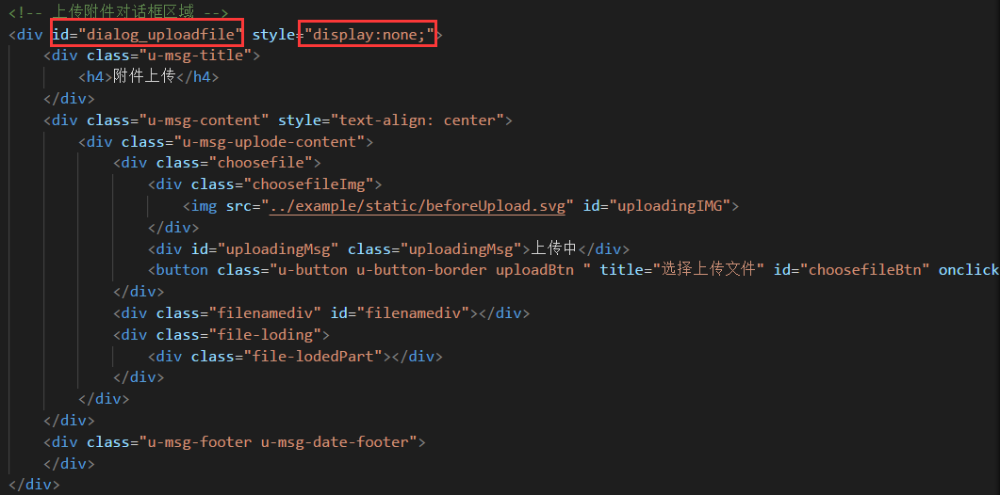 <!-- 上传附件对话框区域 -->
<div id="dialog_uploadfile" style="display:none;">
<div class="u-msg-title">
<h4>附件上传</h4>
</div>
<div class="u-msg-content" style="text-align: center">
<div class="u-msg-uplode-content">
<div class="choosefile">
<div class="choosefileImg">
<img src="../example/static/beforeUpload.svg" id="uploadingIMG">
</div>
<div id="uploadingMsg" class="uploadingMsg">上传中</div>
<button class="u-button u-button-border uploadBtn " title="选择上传文件" id="choosefileBtn" onclick
</div>
<div class="filenamediv" id="filenamediv"></div>
<div class="file-loding">
<div class="file-lodedPart"></div>
</div>
</div>
</div>
<div class="u-msg-footer u-msg-date-footer">
</div>
</div>